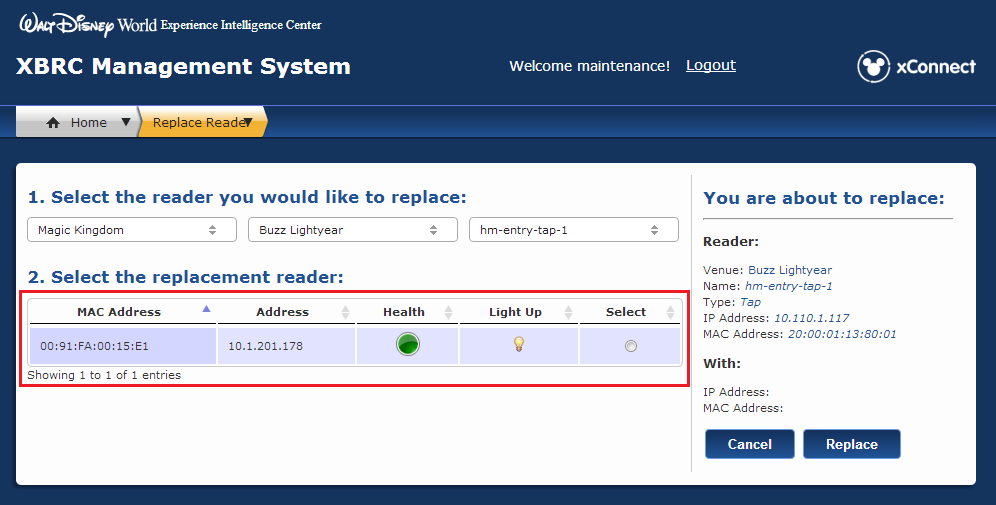 Walt Disney World Experience Intelligence Center
XBRC Management System
Welcome maintenance! Logout
xConnect
Home Replace Reader
1. Select the reader you would like to replace:
Magic Kingdom Buzz Lightyear hm-entry-tap-1
2. Select the replacement reader:
MAC Address Address Health Light Up Select
00:91:FA:00:15:E1 10.1.201.178
Showing 1 to 1 of 1 entries
You are about to replace:
Reader:
Venue: Buzz Lightyear
Name: hm-entry-tap-1
Type: Tap
IP Address: 10.110.1.117
MAC Address: 20:00:01:13:80:01
With:
IP Address:
MAC Address:
Cancel Replace